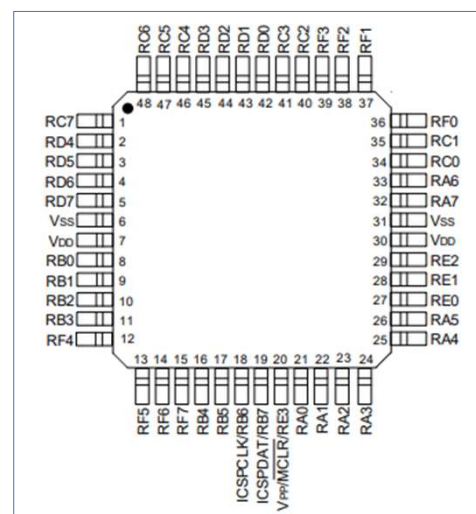 RC6 RC5 RC4 RD3 RD2 RD1 RD0 RC3 RC2 RF3 RF2 RF1
48 47 46 45 44 43 42 41 40 39 38 37
RC7 1 36 RF0
RD4 2 35 RC1
RD5 3 34 RC0
RD6 4 33 RA6
RD7 5 32 RA7
VSS 6 31 VSS
VDD 7 30 VDD
RB0 8 29 RE2
RB1 9 28 RE1
RB2 10 27 RE0
RB3 11 26 RA5
RF4 12 25 RA4
13 14 15 16 17 18 19 20 21 22 23 24
RF5 RF6 RF7 RB4 RB5 ICSPCLK/RB6 ICSPDAT/RB7 VPP/MCLR/RE3 RA0 RA1 RA2 RA3